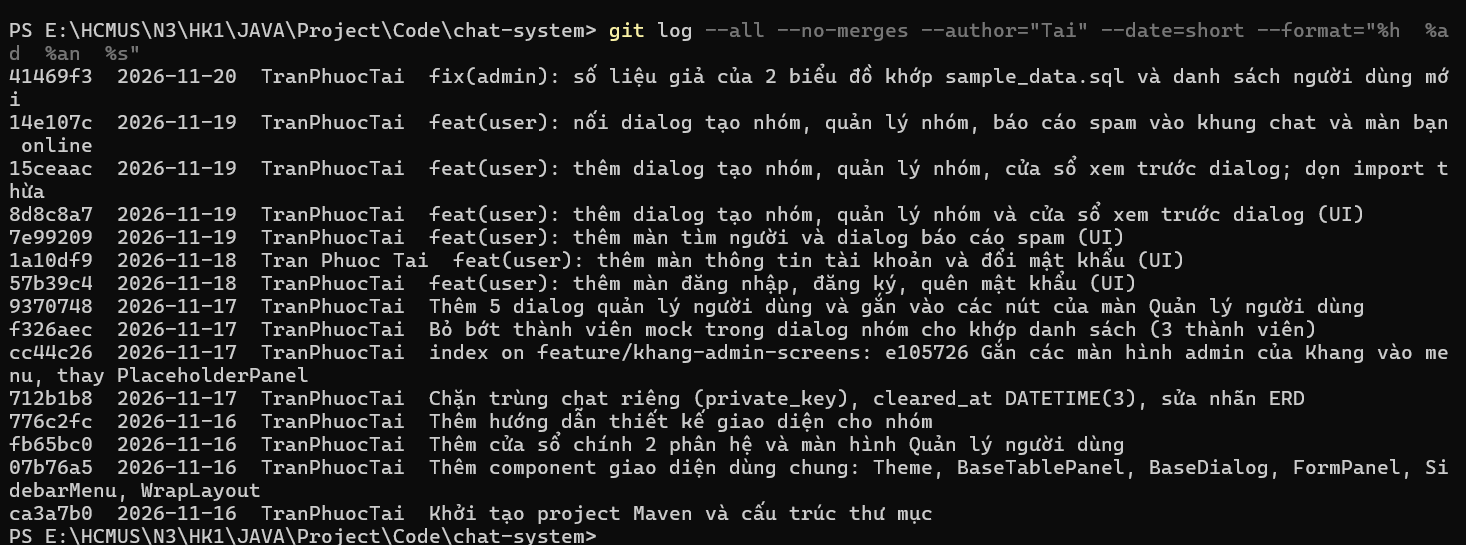 PS E:\HCMUS\N3\HK1\JAVA\Project\Code\chat-system> git log --all --no-merges --author="Tai" --date=short --format="%h  %a
d  %an  %s"
41469f3  2026-11-20  TranPhuocTai  fix(admin): số liệu giả của 2 biểu đồ khớp sample_data.sql và danh sách người dùng mớ
i
14e107c  2026-11-19  TranPhuocTai  feat(user): nối dialog tạo nhóm, quản lý nhóm, báo cáo spam vào khung chat và màn bạn
 online
15ceaac  2026-11-19  TranPhuocTai  feat(user): thêm dialog tạo nhóm, quản lý nhóm, cửa sổ xem trước dialog; dọn import t
hừa
8d8c8a7  2026-11-19  TranPhuocTai  feat(user): thêm dialog tạo nhóm, quản lý nhóm và cửa sổ xem trước dialog (UI)
7e99209  2026-11-19  TranPhuocTai  feat(user): thêm màn tìm người và dialog báo cáo spam (UI)
1a10df9  2026-11-18  Tran Phuoc Tai  feat(user): thêm màn thông tin tài khoản và đổi mật khẩu (UI)
57b39c4  2026-11-18  TranPhuocTai  feat(user): thêm màn đăng nhập, đăng ký, quên mật khẩu (UI)
9370748  2026-11-17  TranPhuocTai  Thêm 5 dialog quản lý người dùng và gắn vào các nút của màn Quản lý người dùng
f326aec  2026-11-17  TranPhuocTai  Bỏ bớt thành viên mock trong dialog nhóm cho khớp danh sách (3 thành viên)
cc44c26  2026-11-17  TranPhuocTai  index on feature/khang-admin-screens: e105726 Gắn các màn hình admin của Khang vào me
nu, thay PlaceholderPanel
712b1b8  2026-11-17  TranPhuocTai  Chặn trùng chat riêng (private_key), cleared_at DATETIME(3), sửa nhãn ERD
776c2fc  2026-11-16  TranPhuocTai  Thêm hướng dẫn thiết kế giao diện cho nhóm
fb65bc0  2026-11-16  TranPhuocTai  Thêm cửa sổ chính 2 phân hệ và màn hình Quản lý người dùng
07b76a5  2026-11-16  TranPhuocTai  Thêm component giao diện dùng chung: Theme, BaseTablePanel, BaseDialog, FormPanel, Si
debarMenu, WrapLayout
ca3a7b0  2026-11-16  TranPhuocTai  Khởi tạo project Maven và cấu trúc thư mục
PS E:\HCMUS\N3\HK1\JAVA\Project\Code\chat-system>